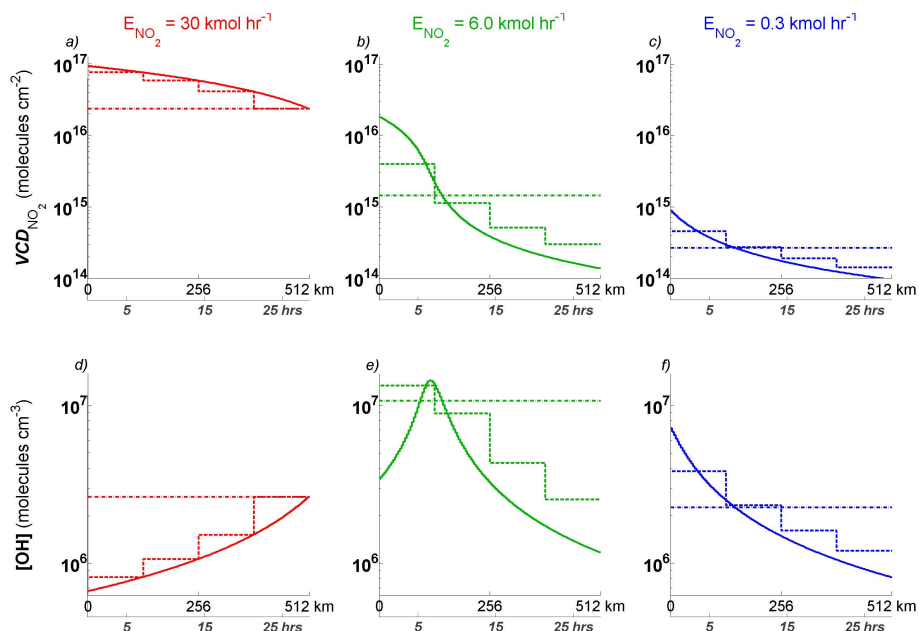 E_NO2 = 30 kmol hr^-1
E_NO2 = 6.0 kmol hr^-1
E_NO2 = 0.3 kmol hr^-1
a)
b)
c)
VCD_NO2 (molecules cm^-2)
10^17
10^16
10^15
10^14
0 256 512 km
5 15 25 hrs
10^17
10^16
10^15
10^14
0 256 512 km
5 15 25 hrs
10^17
10^16
10^15
10^14
0 256 512 km
5 15 25 hrs
d)
e)
f)
[OH] (molecules cm^-3)
10^7
10^6
0 256 512 km
5 15 25 hrs
10^7
10^6
0 256 512 km
5 15 25 hrs
10^7
10^6
0 256 512 km
5 15 25 hrs